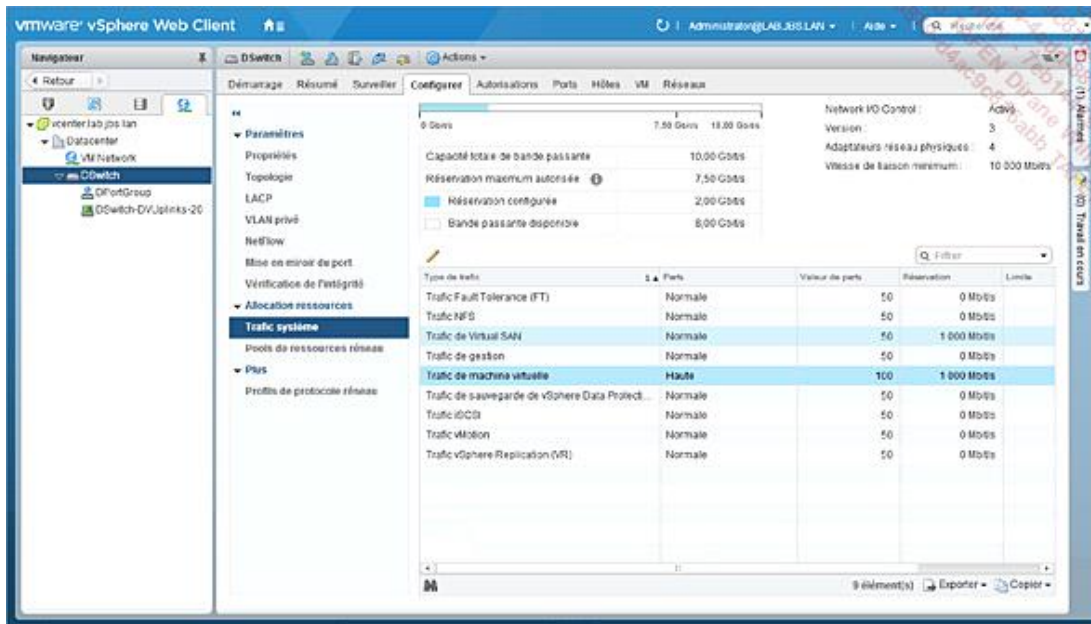 vmware® vSphere Web Client
Administrator@LAB.JBS.LAN
Aide
Navigateur
Retour
vcenter.lab.jbs.lan
Datacenter
VM Network
DSwitch
DPortGroup
DSwitch-DVUplinks-20
DSwitch
Actions
Démarrage Résumé Surveiller Configurer Autorisations Ports Hôtes VM Réseaux
Paramètres
Propriétés
Topologie
LACP
VLAN privé
NetFlow
Mise en miroir du port
Vérification de l'intégrité
Allocation ressources
Trafic système
Pools de ressources réseau
Plus
Profils de protocole réseau
0 Gbit/s 7,50 Gbit/s 10,00 Gbit/s
Capacité totale de bande passante 10,00 Gbit/s
Réservation maximum autorisée 7,50 Gbit/s
Réservation configurée 2,00 Gbit/s
Bande passante disponible 8,00 Gbit/s
Network I/O Control :
Version : 3
Adaptateurs réseau physiques : 4
Vitesse de liaison minimum : 10 000 Mbit/s
Filtrer
Type de trafic Parts Valeur de parts Réservation Limite
Trafic Fault Tolerance (FT) Normale 50 0 Mbit/s
Trafic NFS Normale 50 0 Mbit/s
Trafic de Virtual SAN Normale 50 1 000 Mbit/s
Trafic de gestion Normale 50 0 Mbit/s
Trafic de machine virtuelle Haute 100 1 000 Mbit/s
Trafic de sauvegarde de vSphere Data Protecti... Normale 50 0 Mbit/s
Trafic iSCSI Normale 50 0 Mbit/s
Trafic vMotion Normale 50 0 Mbit/s
Trafic vSphere Replication (VR) Normale 50 0 Mbit/s
9 élément(s) Exporter Copier
(1) Alarmes
(0) Travail en cours